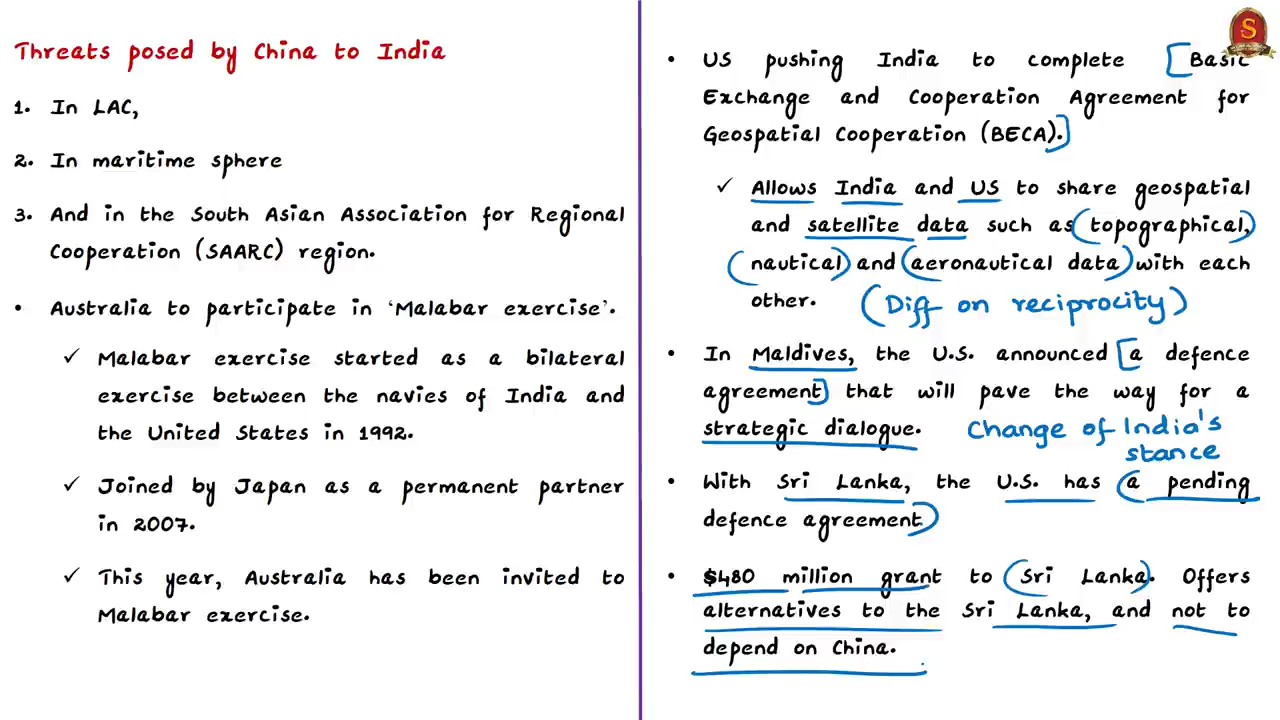 Threats posed by China to India
1. In LAC,
2. In maritime sphere
3. And in the South Asian Association for Regional
Cooperation (SAARC) region.
• Australia to participate in ‘Malabar exercise’.
✓ Malabar exercise started as a bilateral
exercise between the navies of India and
the United States in 1992.
✓ Joined by Japan as a permanent partner
in 2007.
✓ This year, Australia has been invited to
Malabar exercise.
• US pushing India to complete [Basic
Exchange and Cooperation Agreement for
Geospatial Cooperation (BECA).]
✓ Allows India and US to share geospatial
and satellite data such as (topographical,)
(nautical) and (aeronautical data) with each
other. (Diff on reciprocity)
• In Maldives, the U.S. announced [a defence
agreement] that will pave the way for a
strategic dialogue. Change of India's
stance
• With Sri Lanka, the U.S. has (a pending
defence agreement)
• $480 million grant to (Sri Lanka). Offers
alternatives to the Sri Lanka, and not to
depend on China.
S